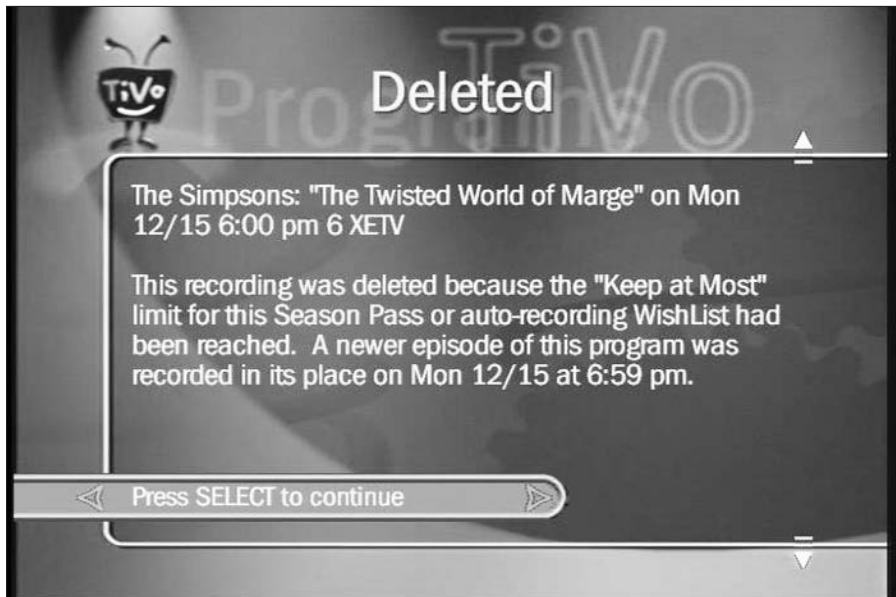 TiVo
TiVo
Programs
Deleted
The Simpsons: "The Twisted World of Marge" on Mon
12/15 6:00 pm 6 XETV
This recording was deleted because the "Keep at Most"
limit for this Season Pass or auto-recording WishList had
been reached.  A newer episode of this program was
recorded in its place on Mon 12/15 at 6:59 pm.
Press SELECT to continue